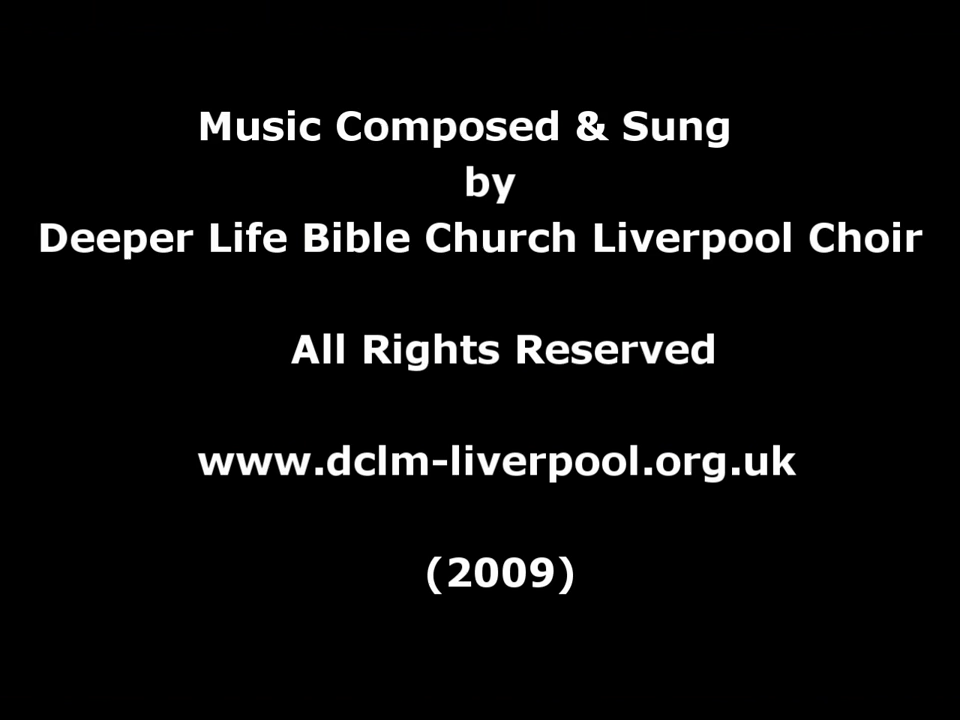 Music Composed & Sung
by
Deeper Life Bible Church Liverpool Choir
All Rights Reserved
www.dclm-liverpool.org.uk
(2009)